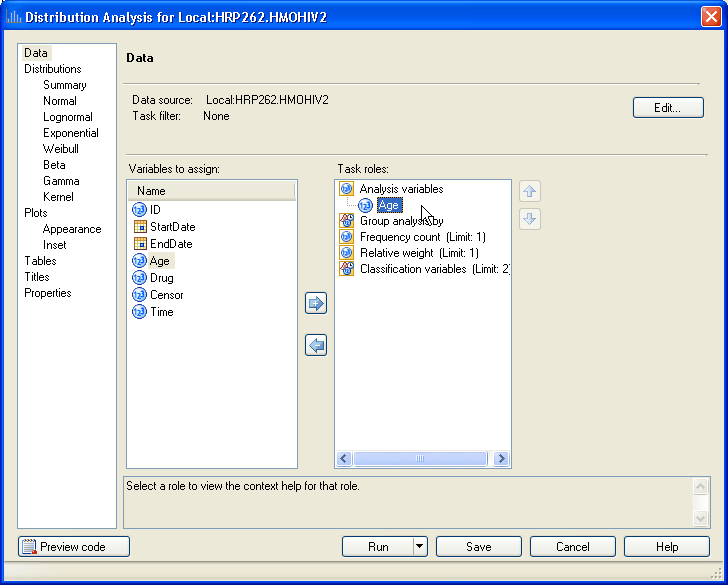 Distribution Analysis for Local:HRP262.HMOHIV2
Data
Distributions
Summary
Normal
Lognormal
Exponential
Weibull
Beta
Gamma
Kernel
Plots
Appearance
Inset
Tables
Titles
Properties
Data
Data source: Local:HRP262.HMOHIV2
Task filter: None
Edit...
Variables to assign:
Name
ID
StartDate
EndDate
Age
Drug
Censor
Time
Task roles:
Analysis variables
Age
Group analysis by
Frequency count (Limit: 1)
Relative weight (Limit: 1)
Classification variables (Limit: 2
Select a role to view the context help for that role.
Preview code
Run
Save
Cancel
Help